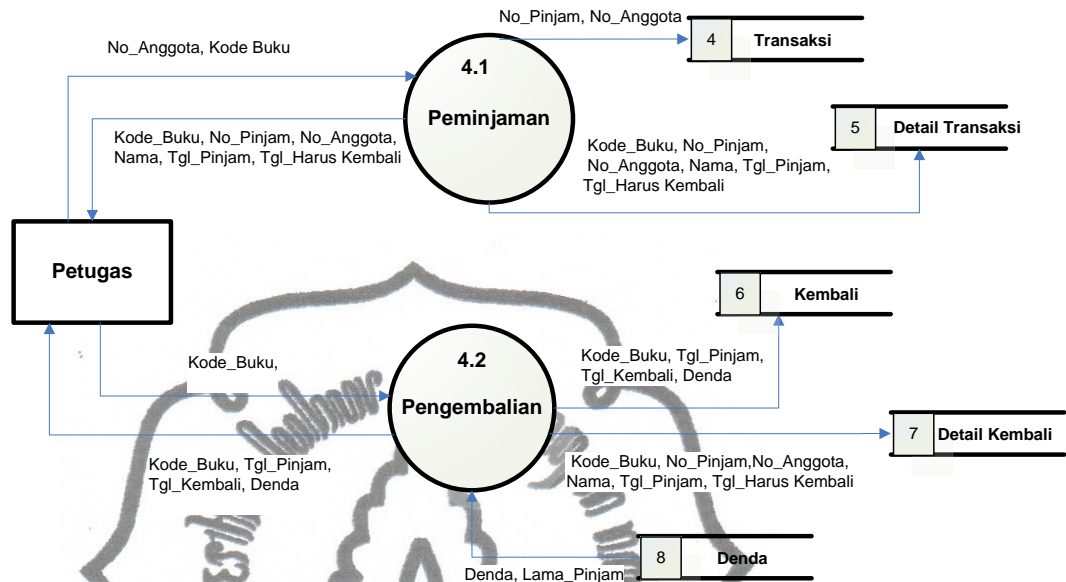 No_Pinjam, No_Anggota
4 Transaksi
No_Anggota, Kode Buku
4.1
Peminjaman
Kode_Buku, No_Pinjam, No_Anggota,
Nama, Tgl_Pinjam, Tgl_Harus Kembali
5 Detail Transaksi
Kode_Buku, No_Pinjam,
No_Anggota, Nama, Tgl_Pinjam,
Tgl_Harus Kembali
Petugas
6 Kembali
Kode_Buku,
4.2
Pengembalian
Kode_Buku, Tgl_Pinjam,
Tgl_Kembali, Denda
7 Detail Kembali
Kode_Buku, Tgl_Pinjam,
Tgl_Kembali, Denda
Kode_Buku, No_Pinjam,No_Anggota,
Nama, Tgl_Pinjam, Tgl_Harus Kembali
8 Denda
Denda, Lama_Pinjam